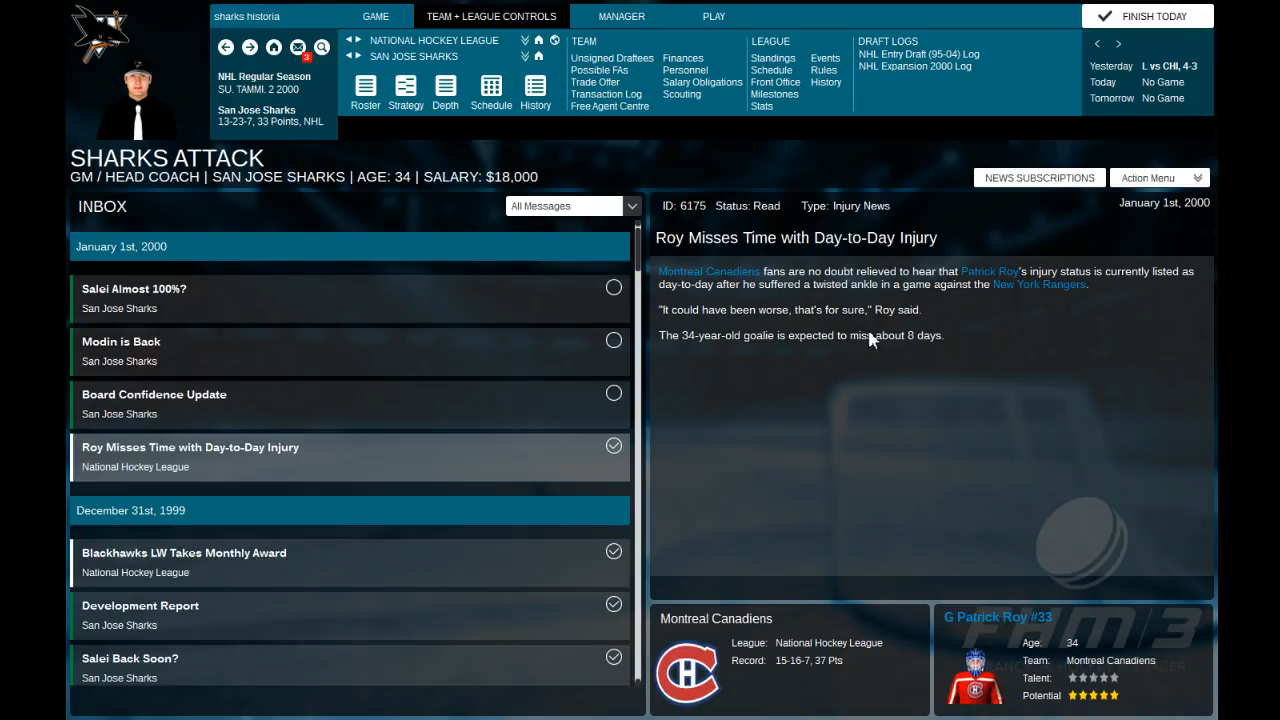 sharks historia
GAME
TEAM + LEAGUE CONTROLS
MANAGER
PLAY
FINISH TODAY
NATIONAL HOCKEY LEAGUE
SAN JOSE SHARKS
3
NHL Regular Season
SU. TAMMI. 2 2000
San Jose Sharks
13-23-7, 33 Points, NHL
Roster
Strategy
Depth
Schedule
History
TEAM
Unsigned Draftees
Possible FAs
Trade Offer
Transaction Log
Free Agent Centre
Finances
Personnel
Salary Obligations
Scouting
LEAGUE
Standings
Schedule
Front Office
Milestones
Stats
Events
Rules
History
DRAFT LOGS
NHL Entry Draft (95-04) Log
NHL Expansion 2000 Log
Yesterday L vs CHI, 4-3
Today No Game
Tomorrow No Game
SHARKS ATTACK
GM / HEAD COACH | SAN JOSE SHARKS | AGE: 34 | SALARY: $18,000
NEWS SUBSCRIPTIONS
Action Menu
INBOX
All Messages
January 1st, 2000
Salei Almost 100%?
San Jose Sharks
Modin is Back
San Jose Sharks
Board Confidence Update
San Jose Sharks
Roy Misses Time with Day-to-Day Injury
National Hockey League
December 31st, 1999
Blackhawks LW Takes Monthly Award
National Hockey League
Development Report
San Jose Sharks
Salei Back Soon?
San Jose Sharks
ID: 6175 Status: Read Type: Injury News
January 1st, 2000
Roy Misses Time with Day-to-Day Injury
Montreal Canadiens fans are no doubt relieved to hear that Patrick Roy's injury status is currently listed as
day-to-day after he suffered a twisted ankle in a game against the New York Rangers.
"It could have been worse, that's for sure," Roy said.
The 34-year-old goalie is expected to miss about 8 days.
Montreal Canadiens
League: National Hockey League
Record: 15-16-7, 37 Pts
G Patrick Roy #33
Age: 34
Team: Montreal Canadiens
Talent:
Potential
FHM 3